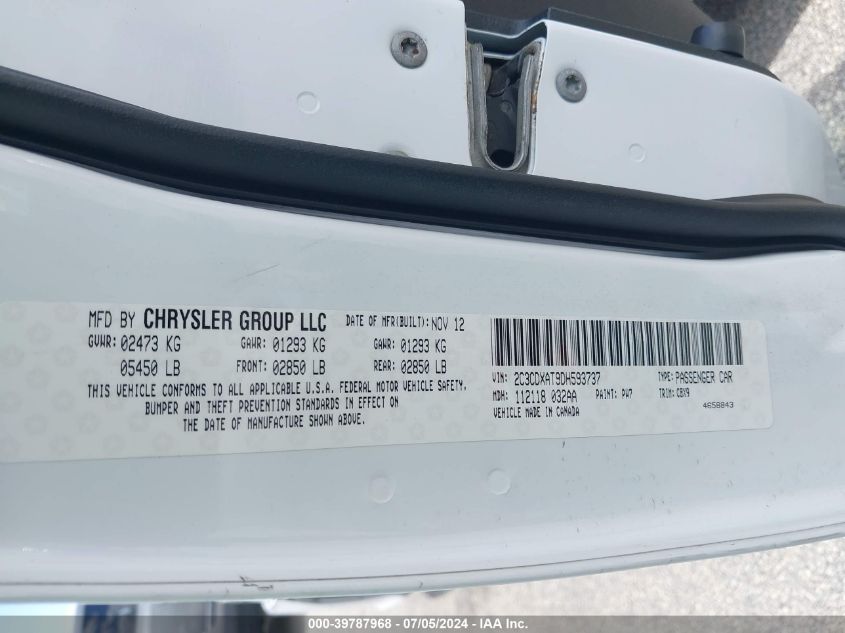 MFD BY CHRYSLER GROUP LLC DATE OF MFR(BUILT): NOV 12
GVWR: 02473 KG GAWR: 01293 KG GAWR: 01293 KG
05450 LB FRONT: 02850 LB REAR: 02850 LB
THIS VEHICLE CONFORMS TO ALL APPLICABLE U.S.A. FEDERAL MOTOR VEHICLE SAFETY,
BUMPER AND THEFT PREVENTION STANDARDS IN EFFECT ON
THE DATE OF MANUFACTURE SHOWN ABOVE.
VIN: 2C3CDXAT9DH593737 TYPE: PASSENGER CAR
MDH: 112118 032AA PAINT: PW7 TRIM: CBX9
VEHICLE MADE IN CANADA 4658843
000-39787968 - 07/05/2024 - IAA Inc.